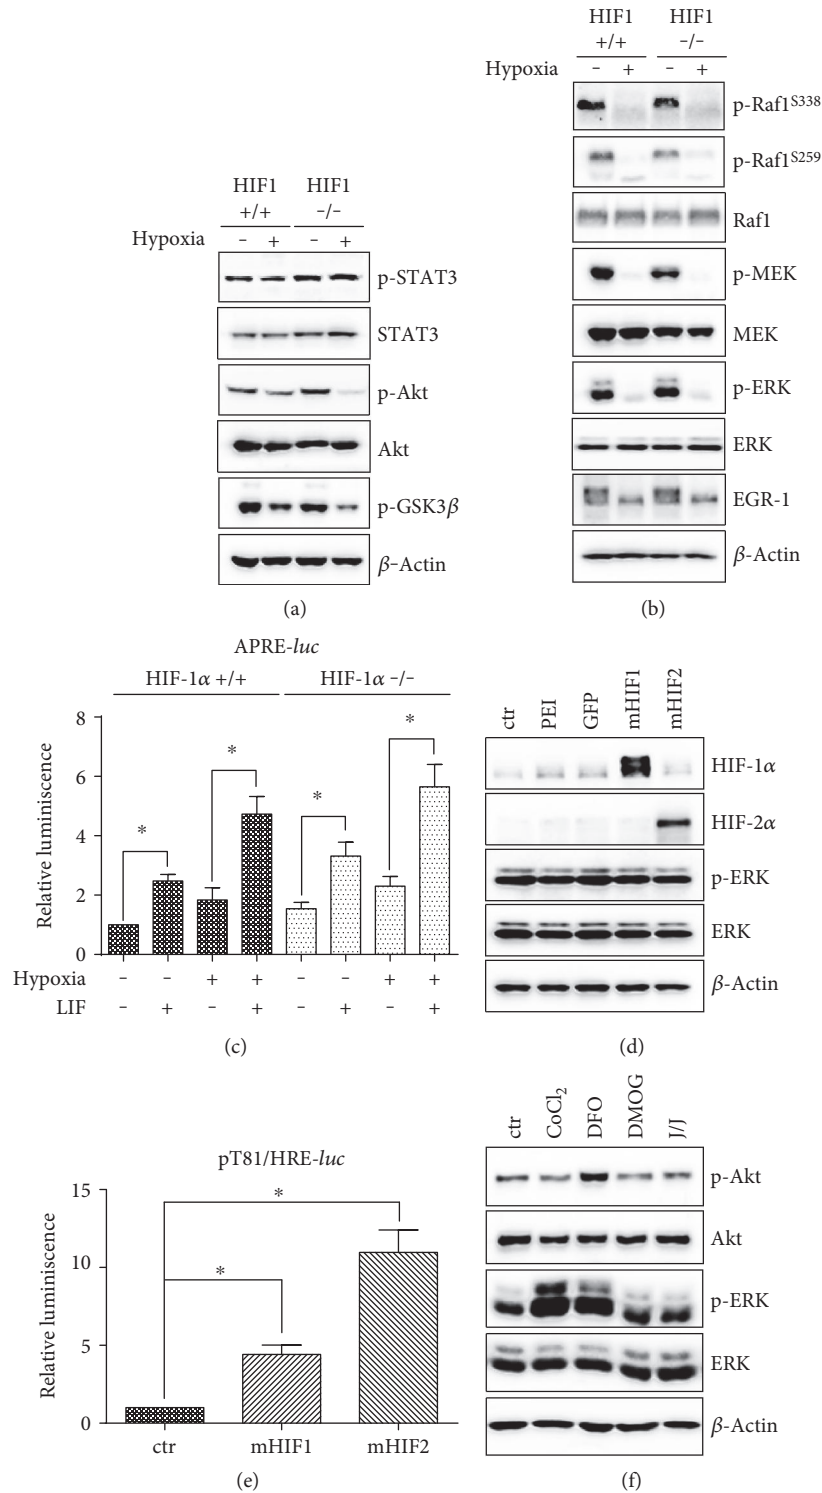 HIF1 HIF1
+/+ -/-
Hypoxia - + - +
p-STAT3
STAT3
p-Akt
Akt
p-GSK3β
β-Actin
(a)
HIF1 HIF1
+/+ -/-
Hypoxia - + - +
p-Raf1S338
p-Raf1S259
Raf1
p-MEK
MEK
p-ERK
ERK
EGR-1
β-Actin
(b)
APRE-luc
HIF-1α +/+ HIF-1α -/-
Relative luminiscence
8
6
4
2
0
* * * *
Hypoxia - - + + - - + +
LIF - + - + - + - +
(c)
ctr PEI GFP mHIF1 mHIF2
HIF-1α
HIF-2α
p-ERK
ERK
β-Actin
(d)
pT81/HRE-luc
Relative luminiscence
15
10
5
0
*
*
ctr mHIF1 mHIF2
(e)
ctr CoCl2 DFO DMOG J/J
p-Akt
Akt
p-ERK
ERK
β-Actin
(f)